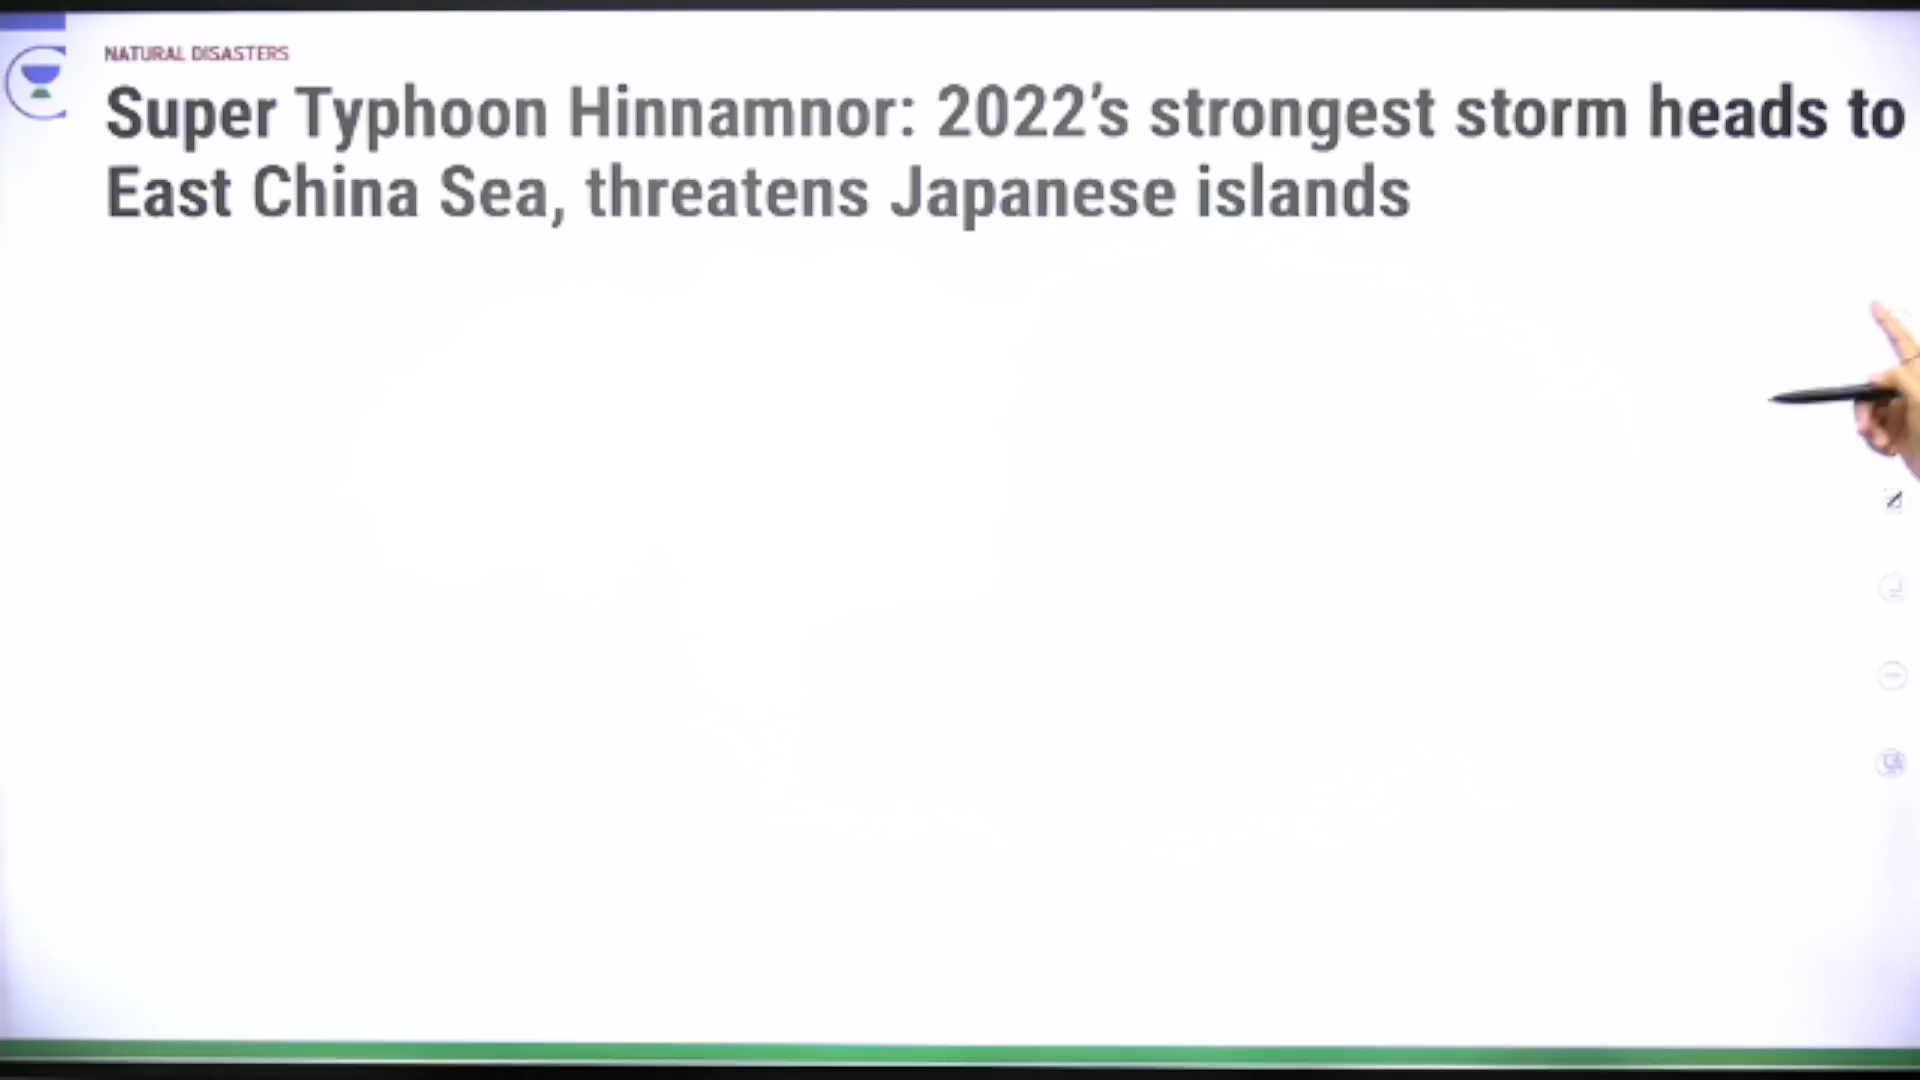 NATURAL DISASTERS
Super Typhoon Hinnamnor: 2022’s strongest storm heads to
East China Sea, threatens Japanese islands